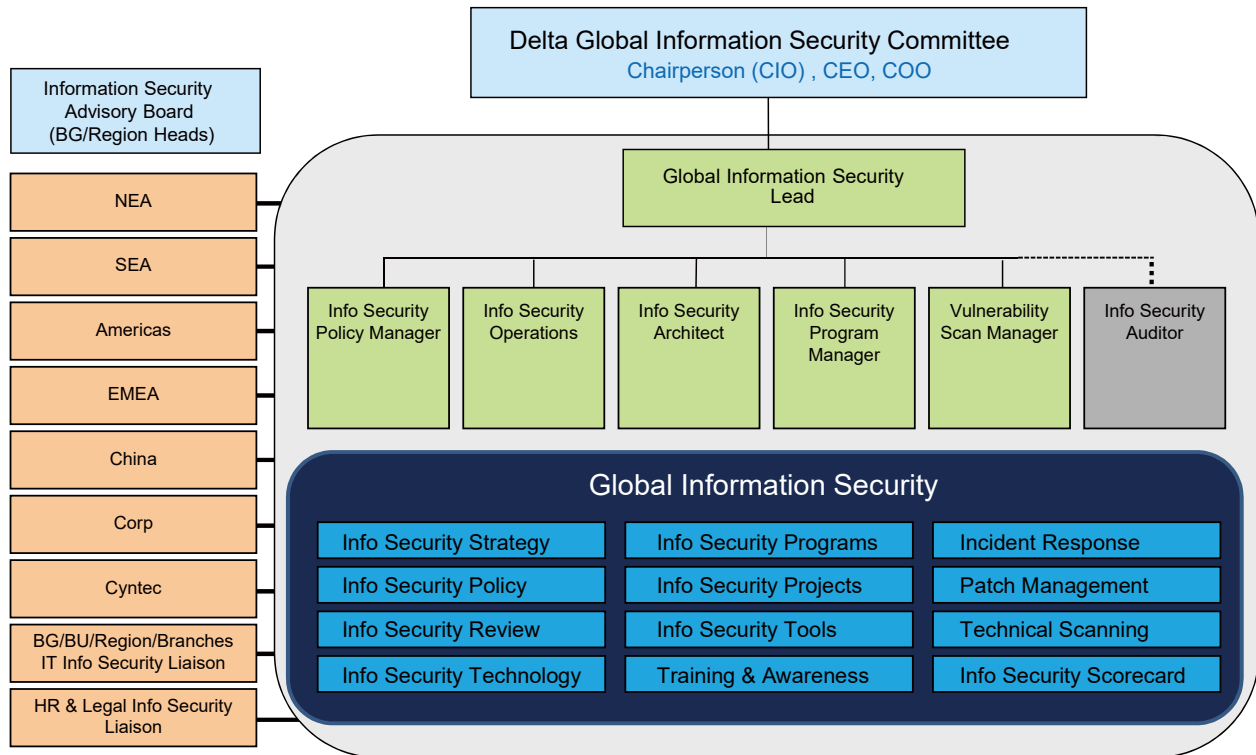 Delta Global Information Security Committee
Chairperson (CIO) , CEO, COO
Information Security
Advisory Board
(BG/Region Heads)
NEA
SEA
Americas
EMEA
China
Corp
Cyntec
BG/BU/Region/Branches
IT Info Security Liaison
HR & Legal Info Security
Liaison
Global Information Security
Lead
Info Security
Policy Manager
Info Security
Operations
Info Security
Architect
Info Security
Program
Manager
Vulnerability
Scan Manager
Info Security
Auditor
Global Information Security
Info Security Strategy
Info Security Policy
Info Security Review
Info Security Technology
Info Security Programs
Info Security Projects
Info Security Tools
Training & Awareness
Incident Response
Patch Management
Technical Scanning
Info Security Scorecard